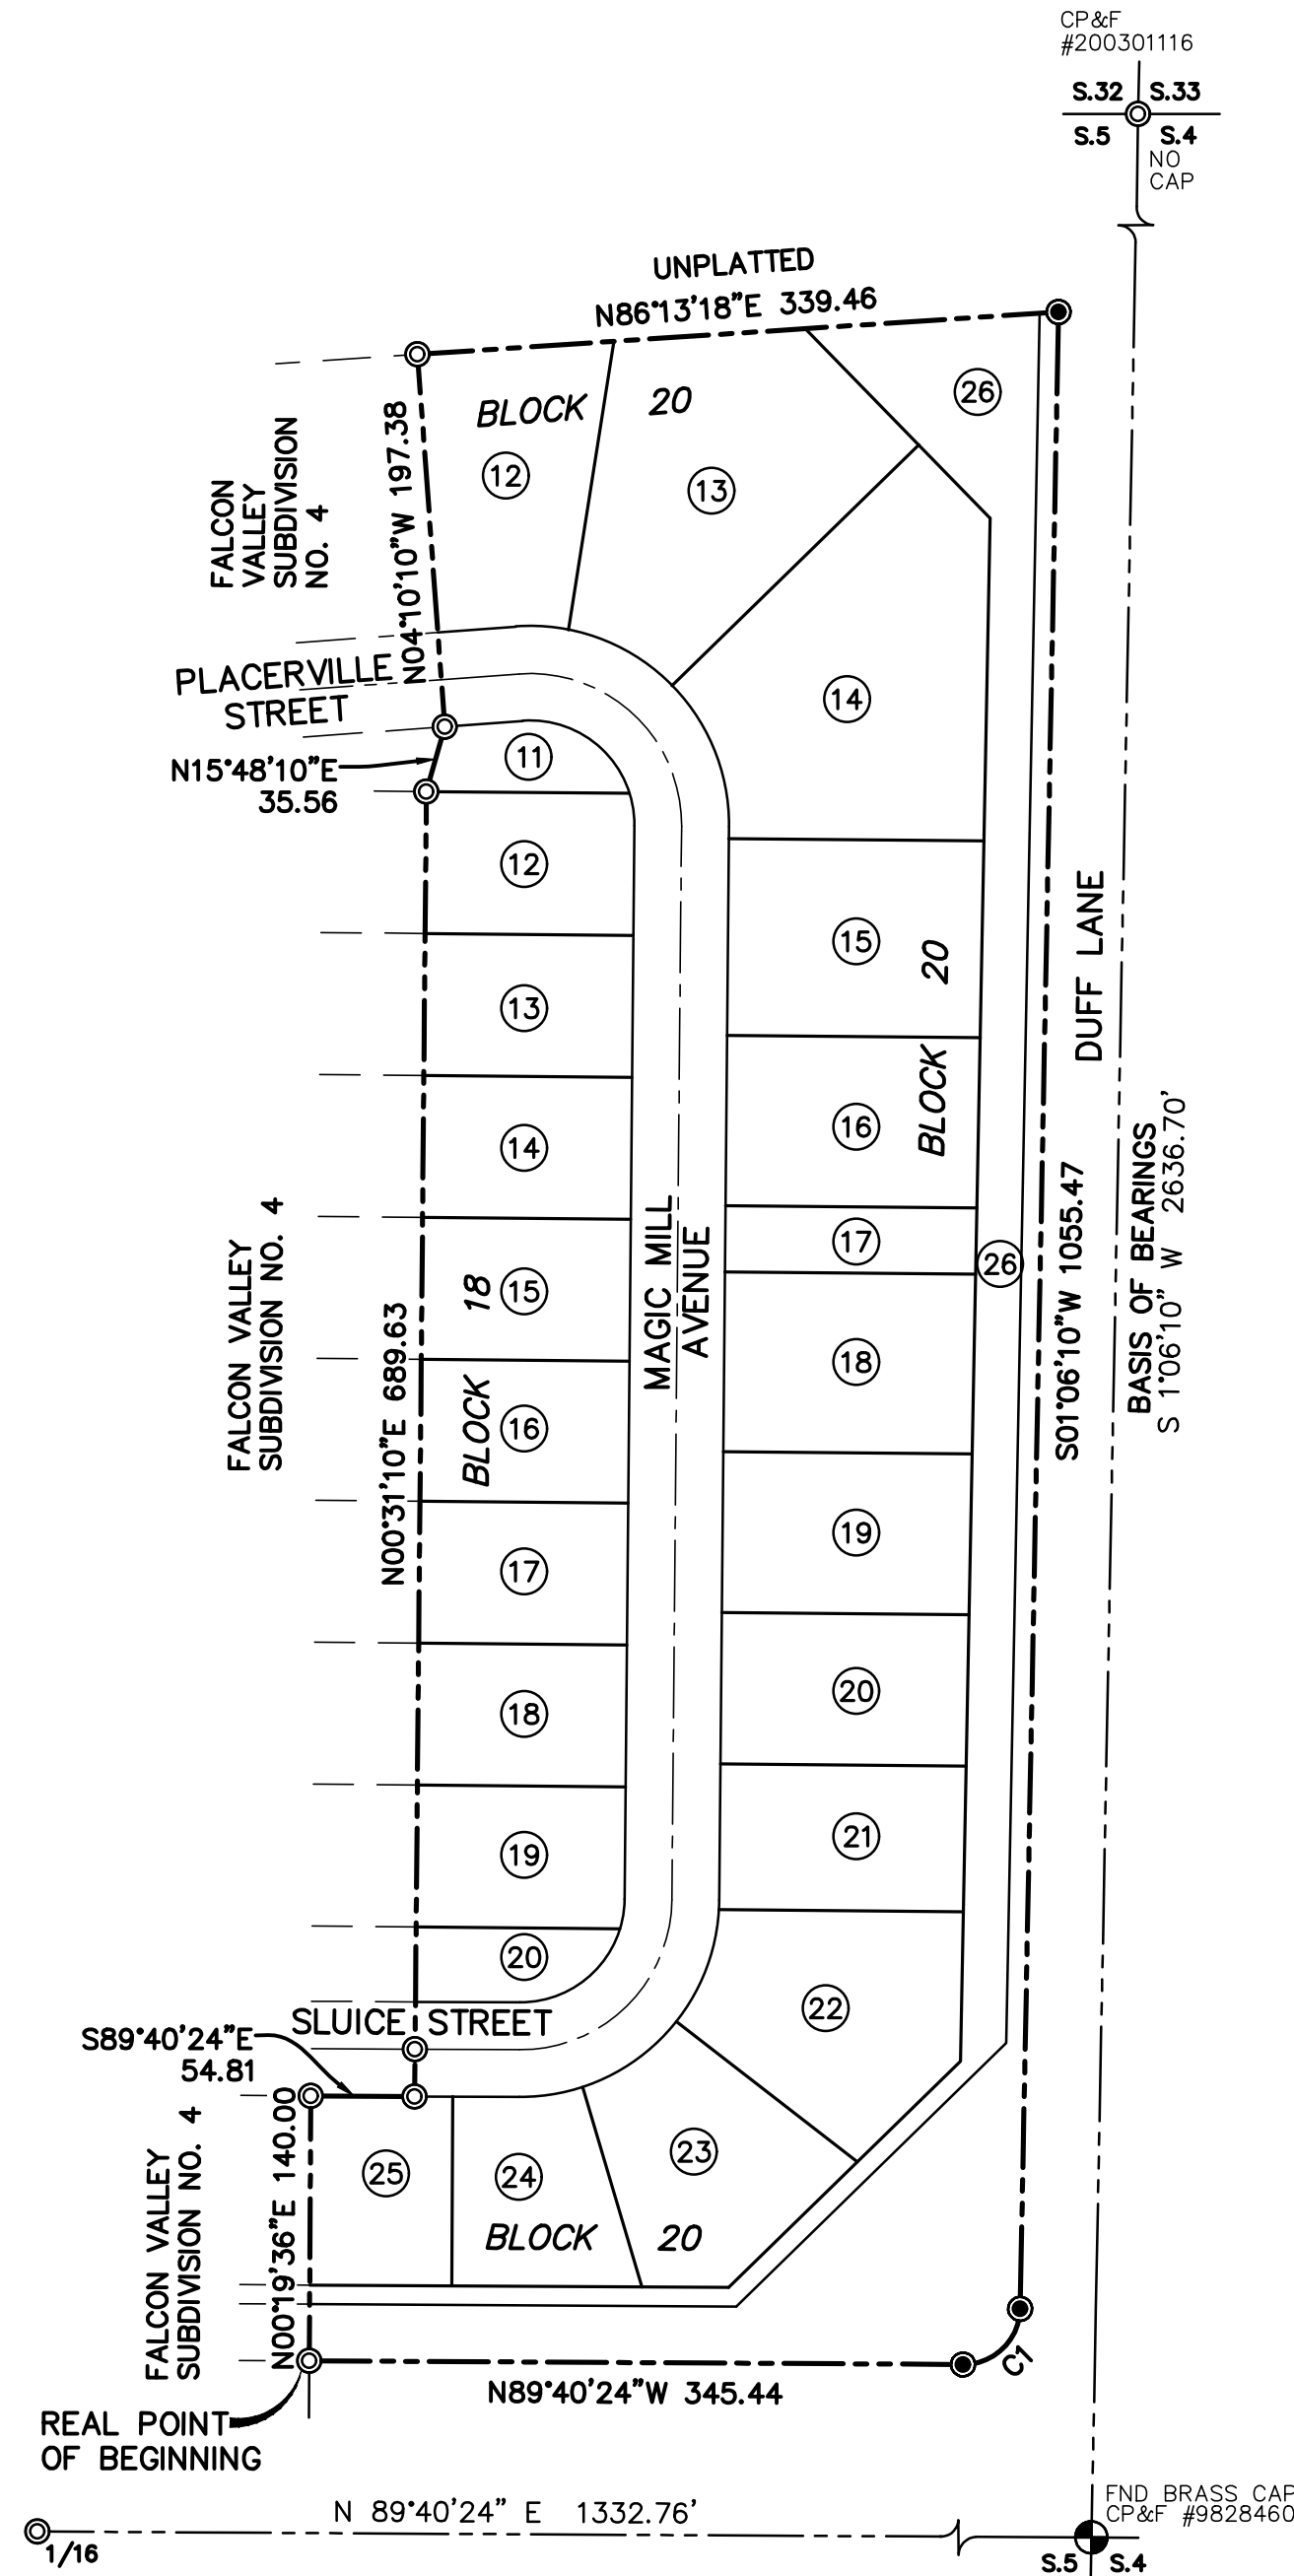 CP&F
#200301116
S.32 S.33
S.5 S.4
NO
CAP
UNPLATTED
N86°13'18"E 339.46
BLOCK 20
26
12
13
FALCON
VALLEY
SUBDIVISION
NO. 4
N04°10'10"W 197.38
PLACERVILLE
STREET
14
N15°48'10"E
35.56
11
12
15
20
BLOCK
DUFF LANE
13
16
14
17
26
MAGIC MILL
AVENUE
S01°06'10"W 1055.47
BASIS OF BEARINGS
S 1°06'10" W 2636.70'
FALCON VALLEY
SUBDIVISION NO. 4
N00°31'10"E 689.63
18
BLOCK
15
18
16
19
17
20
18
21
19
20
22
SLUICE STREET
S89°40'24"E
54.81
FALCON VALLEY
SUBDIVISION NO. 4
N00°19'36"E 140.00
25
24
23
BLOCK 20
C1
N89°40'24"W 345.44
REAL POINT
OF BEGINNING
N 89°40'24" E 1332.76'
1/16
FND BRASS CAP
CP&F #9828460
S.5 S.4